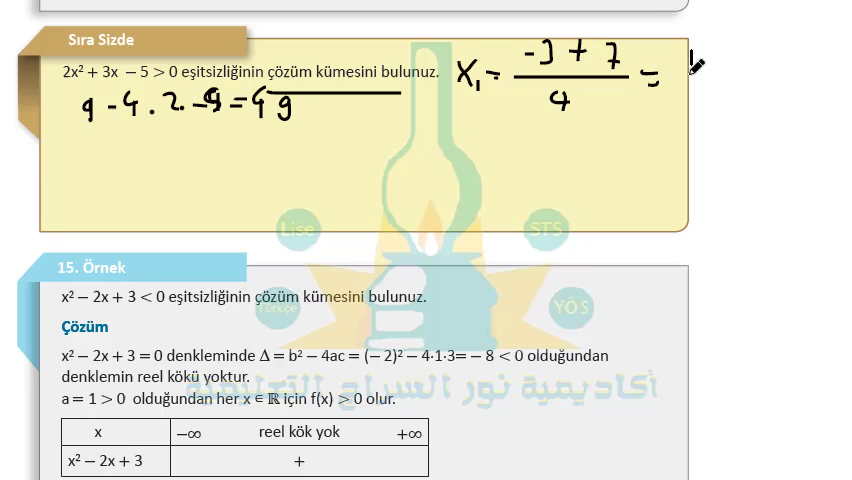 Sıra Sizde
2x² + 3x − 5 > 0 eşitsizliğinin çözüm kümesini bulunuz.
x₁ = (-3 + 7) / 4 =
9 - 4 . 2 . -5 = 49
Lise
STS
15. Örnek
x² − 2x + 3 < 0 eşitsizliğinin çözüm kümesini bulunuz.
Türkçe
YÖS
Çözüm
x² − 2x + 3 = 0 denkleminde Δ = b² − 4ac = (− 2)² − 4·1·3= − 8 < 0 olduğundan
denklemin reel kökü yoktur.
أكاديمية نور السراج التعليمية
a = 1 > 0 olduğundan her x ∈ ℝ için f(x) > 0 olur.
x −∞ reel kök yok +∞
x² − 2x + 3 +